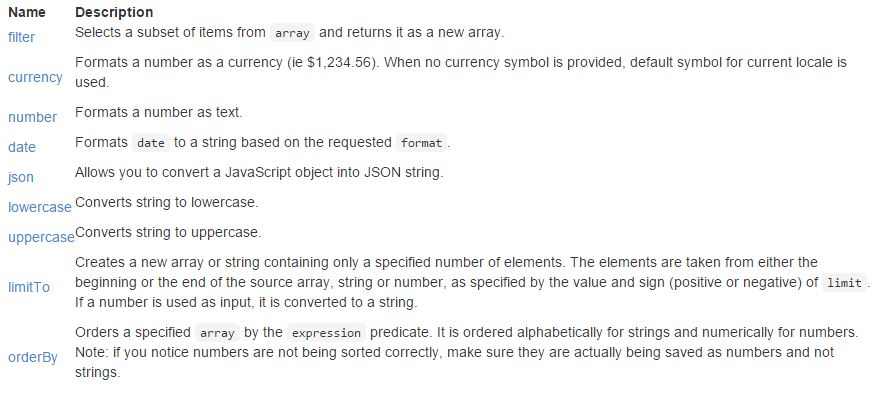 Name Description
filter Selects a subset of items from array and returns it as a new array.
currency Formats a number as a currency (ie $1,234.56). When no currency symbol is provided, default symbol for current locale is
used.
number Formats a number as text.
date Formats date to a string based on the requested format .
json Allows you to convert a JavaScript object into JSON string.
lowercase Converts string to lowercase.
uppercase Converts string to uppercase.
Creates a new array or string containing only a specified number of elements. The elements are taken from either the
limitTo beginning or the end of the source array, string or number, as specified by the value and sign (positive or negative) of limit .
If a number is used as input, it is converted to a string.
Orders a specified array by the expression predicate. It is ordered alphabetically for strings and numerically for numbers.
orderBy Note: if you notice numbers are not being sorted correctly, make sure they are actually being saved as numbers and not
strings.